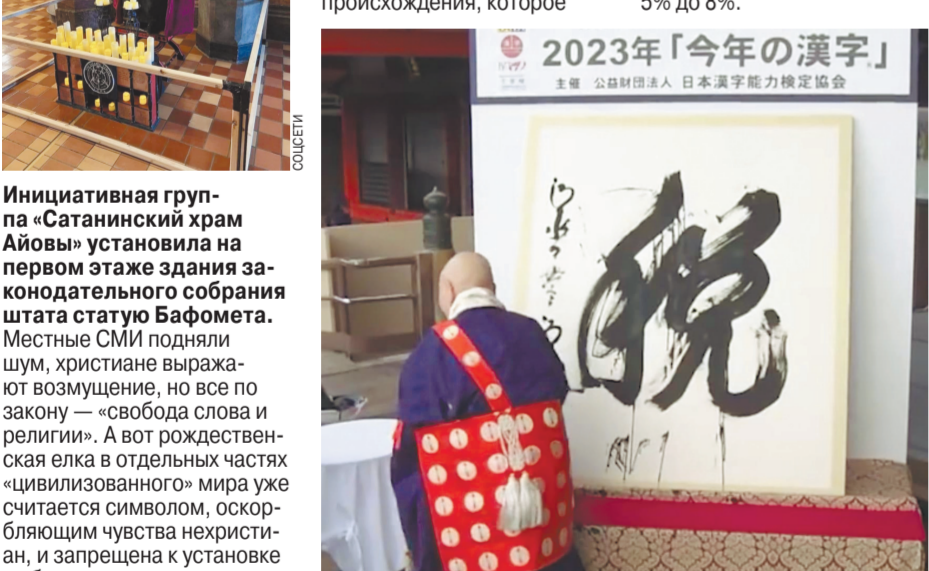 происхождения, которое
5% до 8%.
СОЦСЕТИ
Инициативная груп-
па «Сатанинский храм
Айовы» установила на
первом этаже здания за-
конодательного собрания
штата статую Бафомета.
Местные СМИ подняли
шум, христиане выража-
ют возмущение, но все по
закону — «свобода слова и
религии». А вот рождествен-
ская елка в отдельных частях
«цивилизованного» мира уже
считается символом, оскор-
бляющим чувства нехристи-
ан, и запрещена к установке
2023年「今年の漢字」
主催 公益財団法人 日本漢字能力検定協会
税